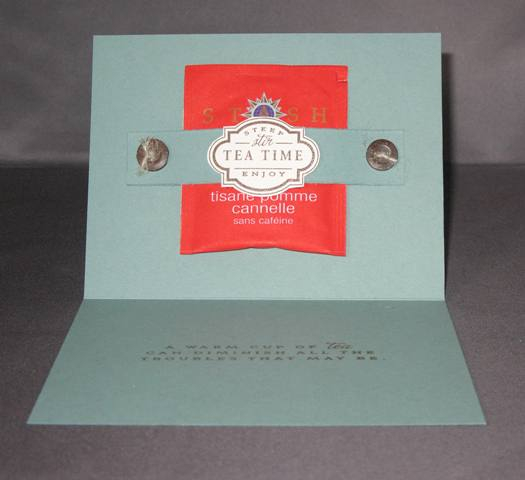 STASH
STEEP
stir
TEA TIME
ENJOY
tisane pomme
cannelle
sans caféine
A WARM CUP OF tea
CAN DIMINISH ALL THE
TROUBLES THAT MAY BE.